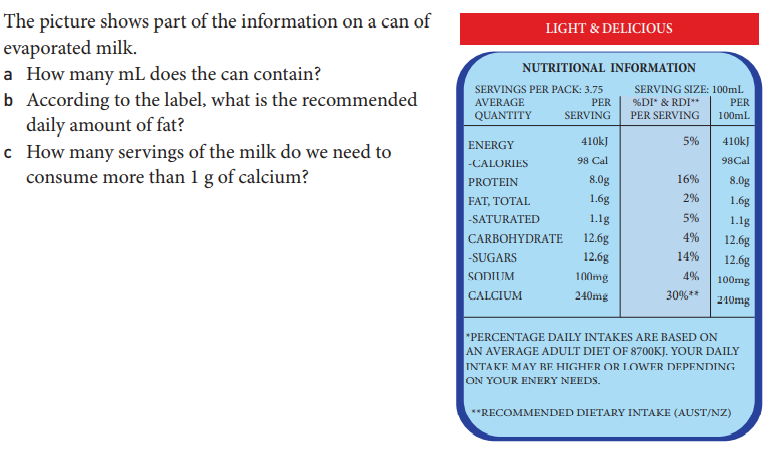 The picture shows part of the information on a can of
evaporated milk.
a How many mL does the can contain?
b According to the label, what is the recommended
daily amount of fat?
c How many servings of the milk do we need to
consume more than 1 g of calcium?
LIGHT & DELICIOUS
NUTRITIONAL INFORMATION
SERVINGS PER PACK: 3.75 SERVING SIZE: 100mL
AVERAGE PER %DI* & RDI** PER
QUANTITY SERVING PER SERVING 100mL
ENERGY 410kJ 5% 410kJ
-CALORIES 98 Cal 98Cal
PROTEIN 8.0g 16% 8.0g
FAT, TOTAL 1.6g 2% 1.6g
-SATURATED 1.1g 5% 1.1g
CARBOHYDRATE 12.6g 4% 12.6g
-SUGARS 12.6g 14% 12.6g
SODIUM 100mg 4% 100mg
CALCIUM 240mg 30%** 240mg
*PERCENTAGE DAILY INTAKES ARE BASED ON
AN AVERAGE ADULT DIET OF 8700KJ. YOUR DAILY
INTAKE MAY BE HIGHER OR LOWER DEPENDING
ON YOUR ENERY NEEDS.
**RECOMMENDED DIETARY INTAKE (AUST/NZ)